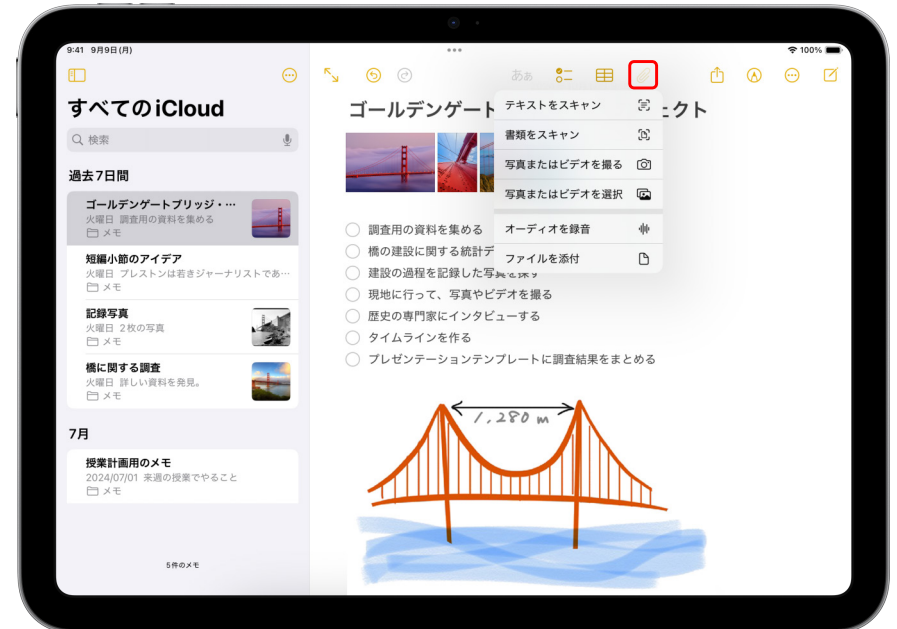 9:41 9月9日(月)
100%
すべてのiCloud
検索
過去7日間
ゴールデンゲートブリッジ・…
火曜日 調査用の資料を集める
メモ
短編小節のアイデア
火曜日 プレストンは若きジャーナリストであ…
メモ
記録写真
火曜日 2枚の写真
メモ
橋に関する調査
火曜日 詳しい資料を発見。
メモ
7月
授業計画用のメモ
2024/07/01 来週の授業でやること
メモ
5件のメモ
あぁ
ゴールデンゲート
ェクト
テキストをスキャン
書類をスキャン
写真またはビデオを撮る
写真またはビデオを選択
オーディオを録音
ファイルを添付
調査用の資料を集める
橋の建設に関する統計デ
建設の過程を記録した写真を探す
現地に行って、写真やビデオを撮る
歴史の専門家にインタビューする
タイムラインを作る
プレゼンテーションテンプレートに調査結果をまとめる
1,280 m